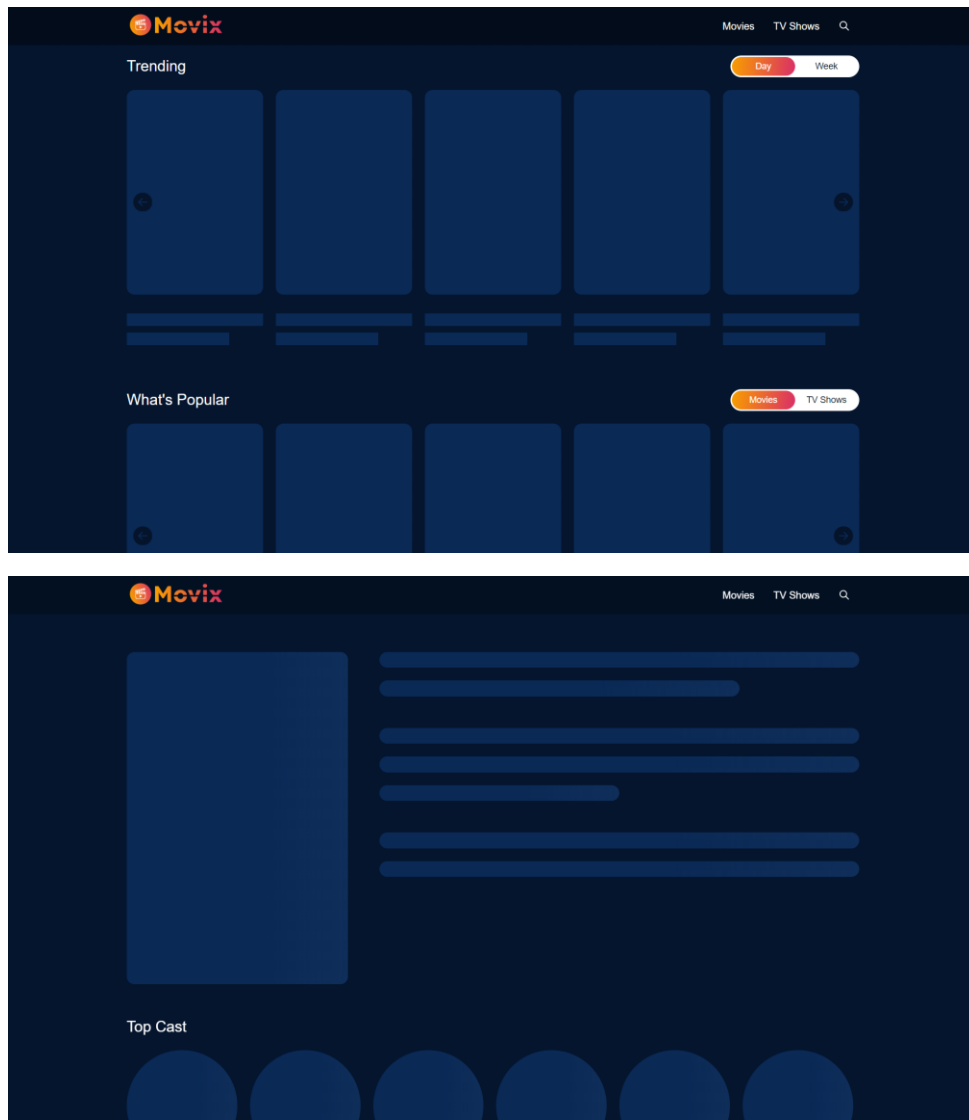 Movix
Movies TV Shows
Trending
Day Week
What's Popular
Movies TV Shows
Movix
Movies TV Shows
Top Cast